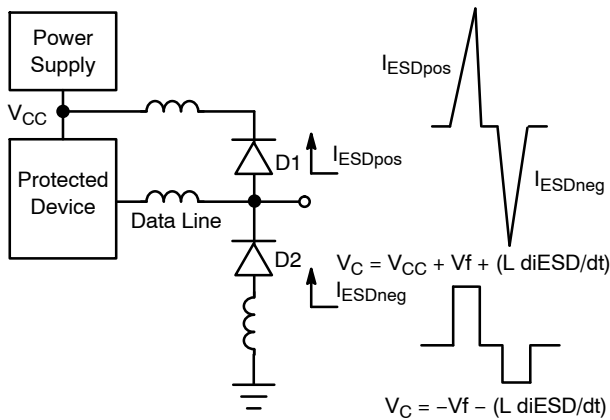 Power
Supply
V_CC
Protected
Device
Data Line
D1
I_ESDpos
D2
I_ESDneg
I_ESDpos
I_ESDneg
V_C = V_CC + Vf + (L diESD/dt)
V_C = −Vf − (L diESD/dt)